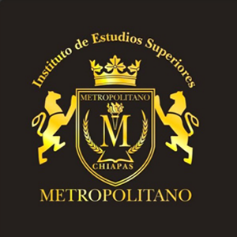 Instituto de Estudios Superiores
METROPOLITANO
M
CHIAPAS
METROPOLITANO